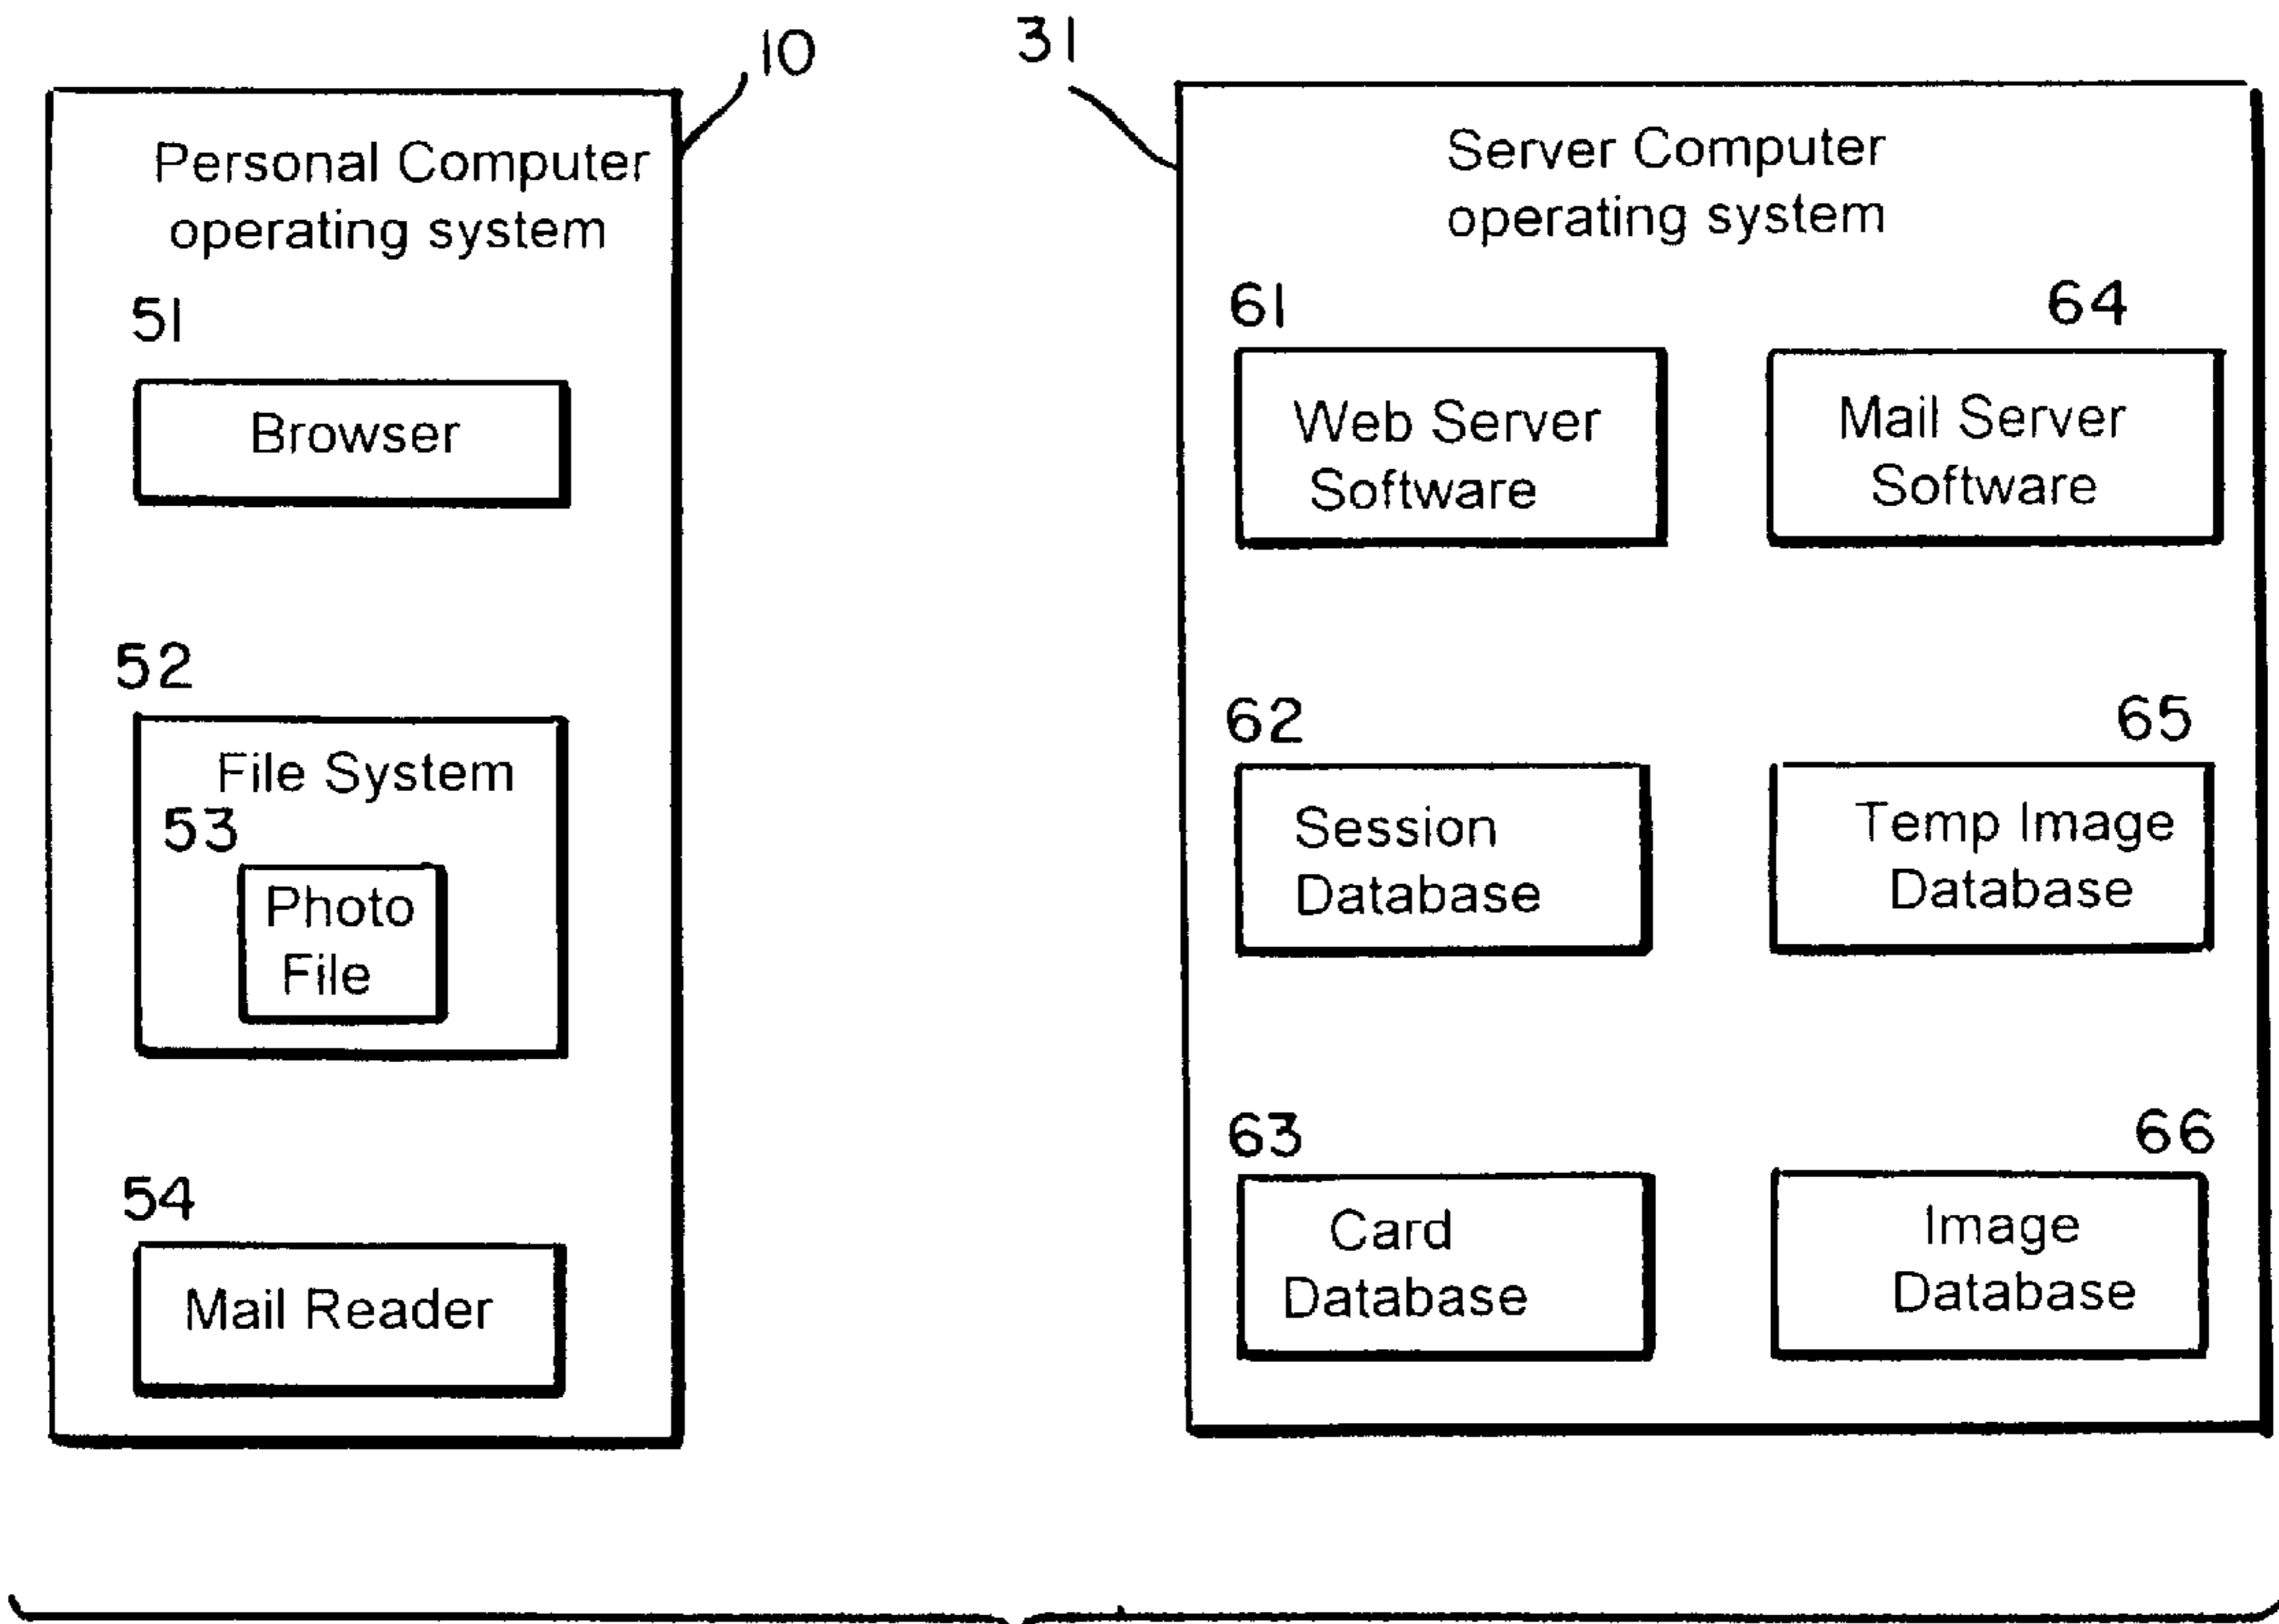 10
Personal Computer
operating system
51
Browser
52
File System
53
Photo
File
54
Mail Reader
31
Server Computer
operating system
61
Web Server
Software
64
Mail Server
Software
62
Session
Database
65
Temp Image
Database
63
Card
Database
66
Image
Database